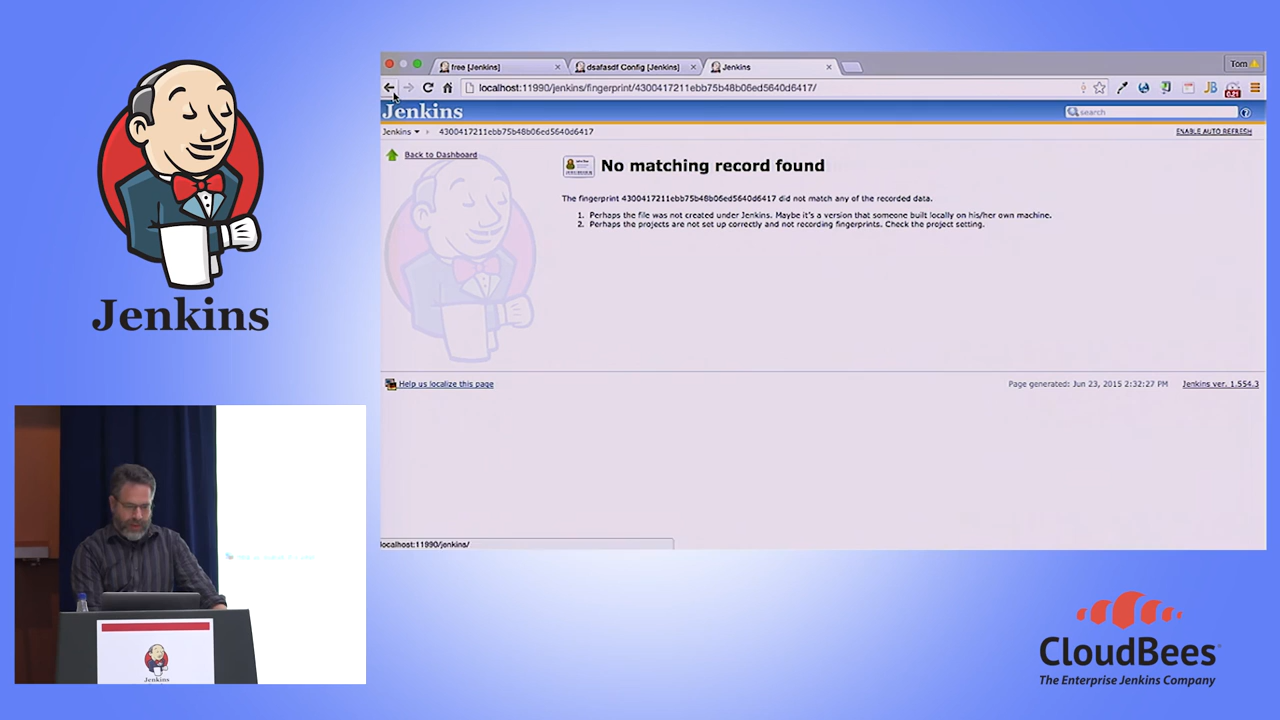 Jenkins
free [Jenkins]
dsafasdf Config [Jenkins]
Jenkins
Tom
localhost:11990/jenkins/fingerprint/4300417211ebb75b48b06ed5640d6417/
JB
0.21
Jenkins
search
Jenkins
4300417211ebb75b48b06ed5640d6417
ENABLE AUTO REFRESH
Back to Dashboard
No matching record found
The fingerprint 4300417211ebb75b48b06ed5640d6417 did not match any of the recorded data.
1. Perhaps the file was not created under Jenkins. Maybe it's a version that someone built locally on his/her own machine.
2. Perhaps the projects are not set up correctly and not recording fingerprints. Check the project setting.
Help us localize this page
Page generated: Jun 23, 2015 2:32:27 PM
Jenkins ver. 1.554.3
localhost:11990/jenkins/
Jenkins
CloudBees
The Enterprise Jenkins Company